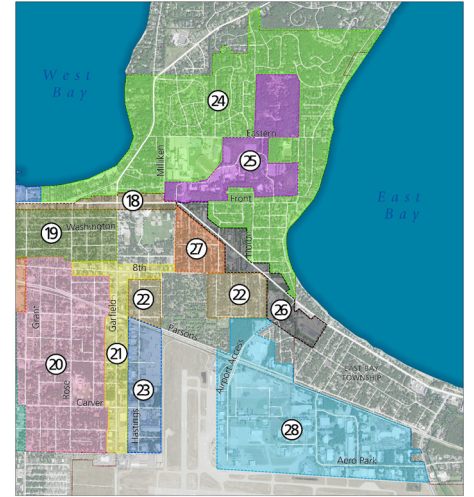 West
Bay
24
Eastern
Milliken
25
Front
18
East
Bay
19
Washington
27
8th
22
22
26
Grant
Garfield
Parsons
Airport Access
EAST BAY
TOWNSHIP
20
21
23
Rose
Carver
Hastings
28
Aero Park